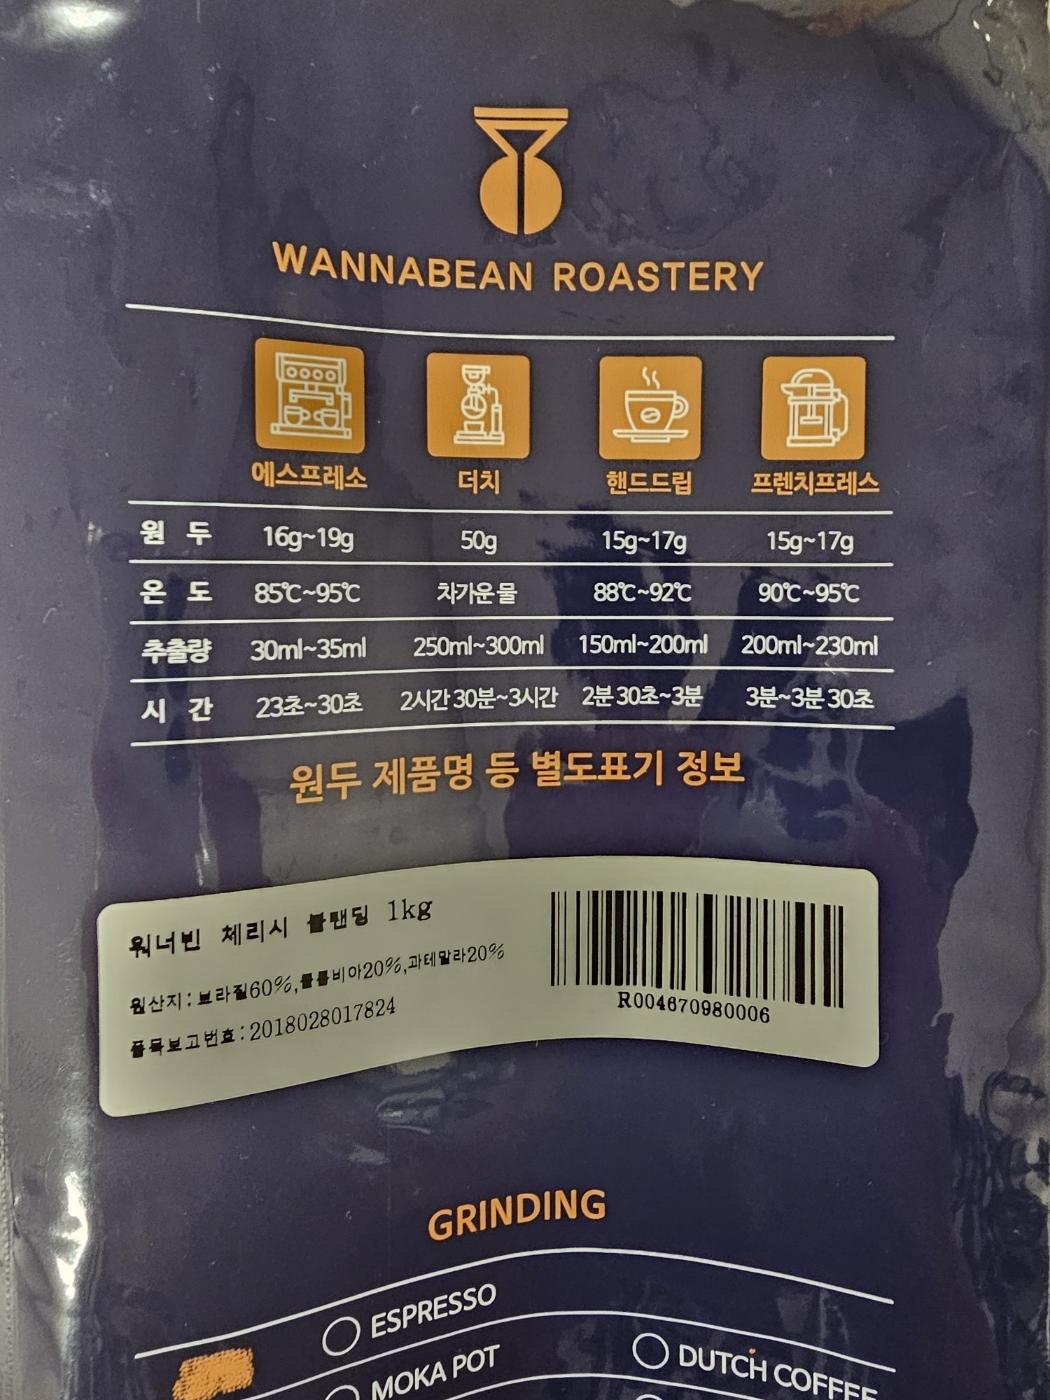 WANNABEAN ROASTERY
에스프레소 더치 핸드드립 프렌치프레스
원 두 16g~19g 50g 15g~17g 15g~17g
온 도 85℃~95℃ 차가운 물 88℃~92℃ 90℃~95℃
추출량 30ml~35ml 250ml~300ml 150ml~200ml 200ml~230ml
시 간 23초~30초 2시간 30분~3시간 2분 30초~3분 3분~3분 30초
원두 제품명 등 별도표기 정보
워너빈 체리시 블랜딩 1kg
원산지:브라질60%,콜롬비아20%,과테말라20%
품목보고번호:2018028017824
R004670980006
GRINDING
ESPRESSO
MOKA POT DUTCH COFFEE